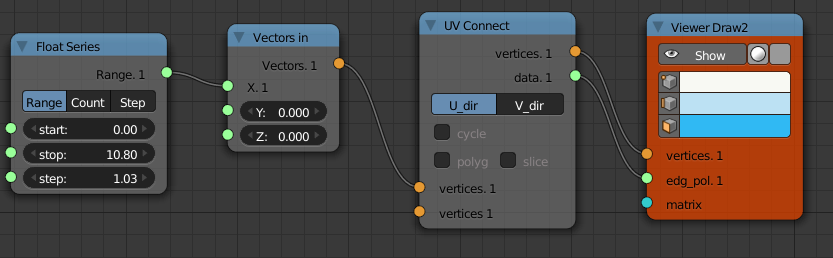 Float Series
Range. 1
Range Count Step
start: 0.00
stop: 10.80
step: 1.03
Vectors in
Vectors. 1
X. 1
Y: 0.000
Z: 0.000
UV Connect
vertices. 1
data. 1
U_dir V_dir
cycle
polyg slice
vertices. 1
vertices 1
Viewer Draw2
Show
vertices. 1
edg_pol. 1
matrix